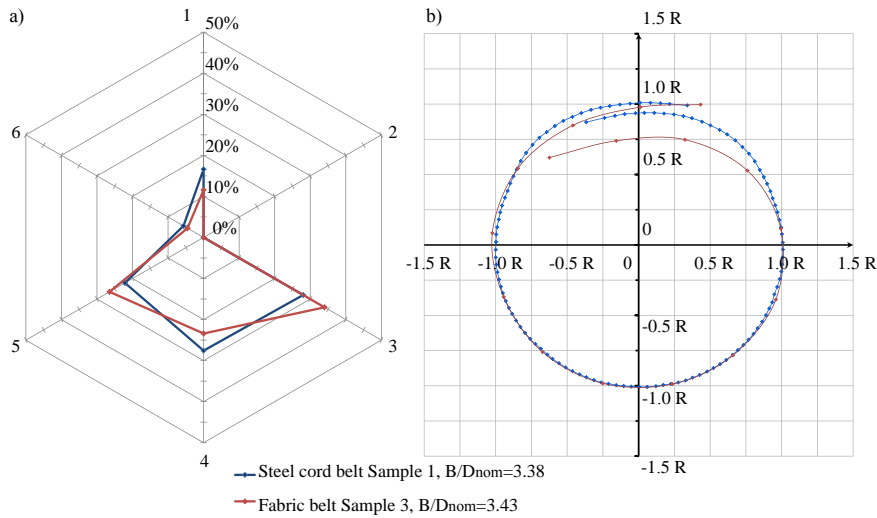 a)
1
50%
40%
30%
20%
10%
0%
6
2
5
3
4
b)
1.5 R
1.0 R
0.5 R
0
-1.5 R
-1.0 R
-0.5 R
0
0.5 R
1.0 R
1.5 R
-0.5 R
-1.0 R
-1.5 R
Steel cord belt Sample 1, B/Dnom=3.38
Fabric belt Sample 3, B/Dnom=3.43